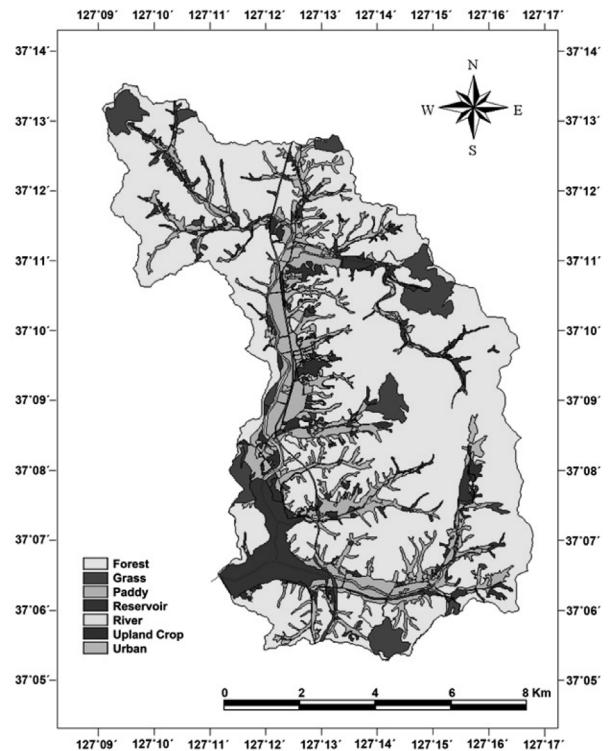 127°09′ 127°10′ 127°11′ 127°12′ 127°13′ 127°14′ 127°15′ 127°16′ 127°17′
37°14′ 37°14′
N
W E
S
37°13′ 37°13′
37°12′ 37°12′
37°11′ 37°11′
37°10′ 37°10′
37°09′ 37°09′
37°08′ 37°08′
37°07′ 37°07′
37°06′ 37°06′
37°05′ 37°05′
Forest
Grass
Paddy
Reservoir
River
Upland Crop
Urban
0 2 4 6 8 Km
127°09′ 127°10′ 127°11′ 127°12′ 127°13′ 127°14′ 127°15′ 127°16′ 127°17′